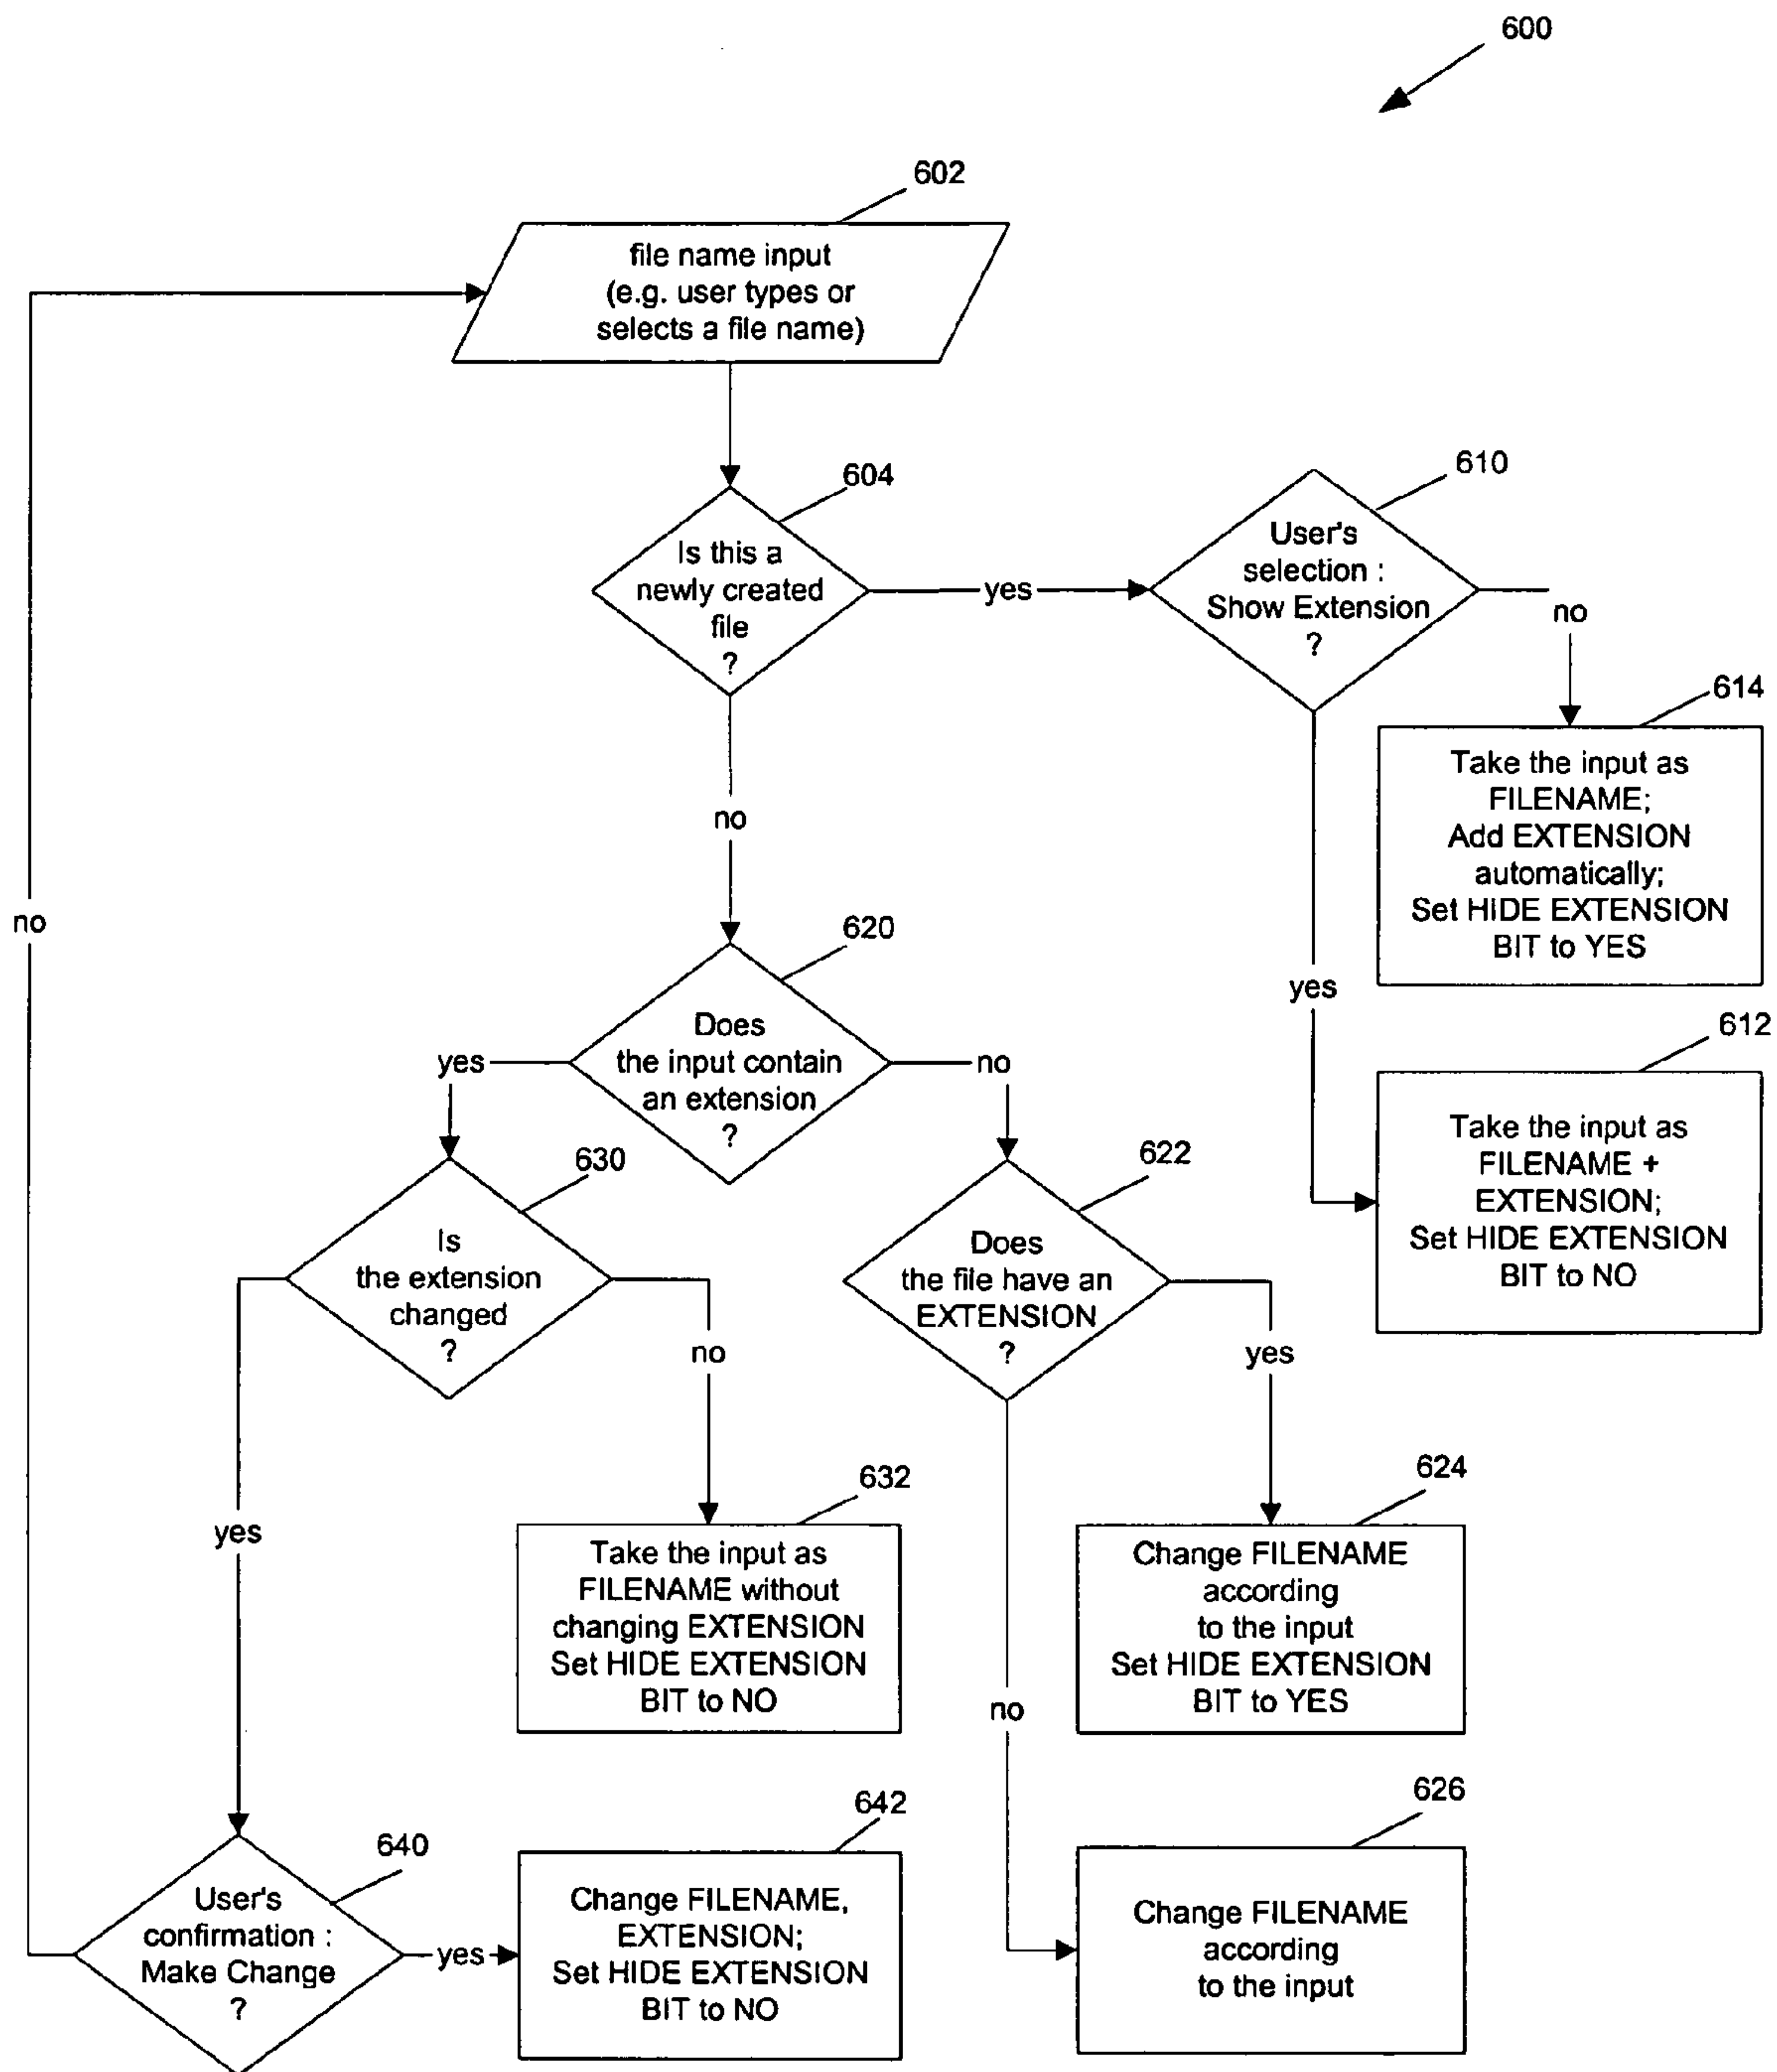 600
602
file name input
(e.g. user types or
selects a file name)
604
Is this a
newly created
file
?
yes
610
User's
selection :
Show Extension
?
no
614
Take the input as
FILENAME;
Add EXTENSION
automatically;
Set HIDE EXTENSION
BIT to YES
yes
612
Take the input as
FILENAME +
EXTENSION;
Set HIDE EXTENSION
BIT to NO
no
no
620
Does
the input contain
an extension
?
yes
no
630
Is
the extension
changed
?
no
622
Does
the file have an
EXTENSION
?
yes
yes
632
Take the input as
FILENAME without
changing EXTENSION
Set HIDE EXTENSION
BIT to NO
624
Change FILENAME
according
to the input
Set HIDE EXTENSION
BIT to YES
no
640
User's
confirmation :
Make Change
?
yes
642
Change FILENAME,
EXTENSION;
Set HIDE EXTENSION
BIT to NO
626
Change FILENAME
according
to the input